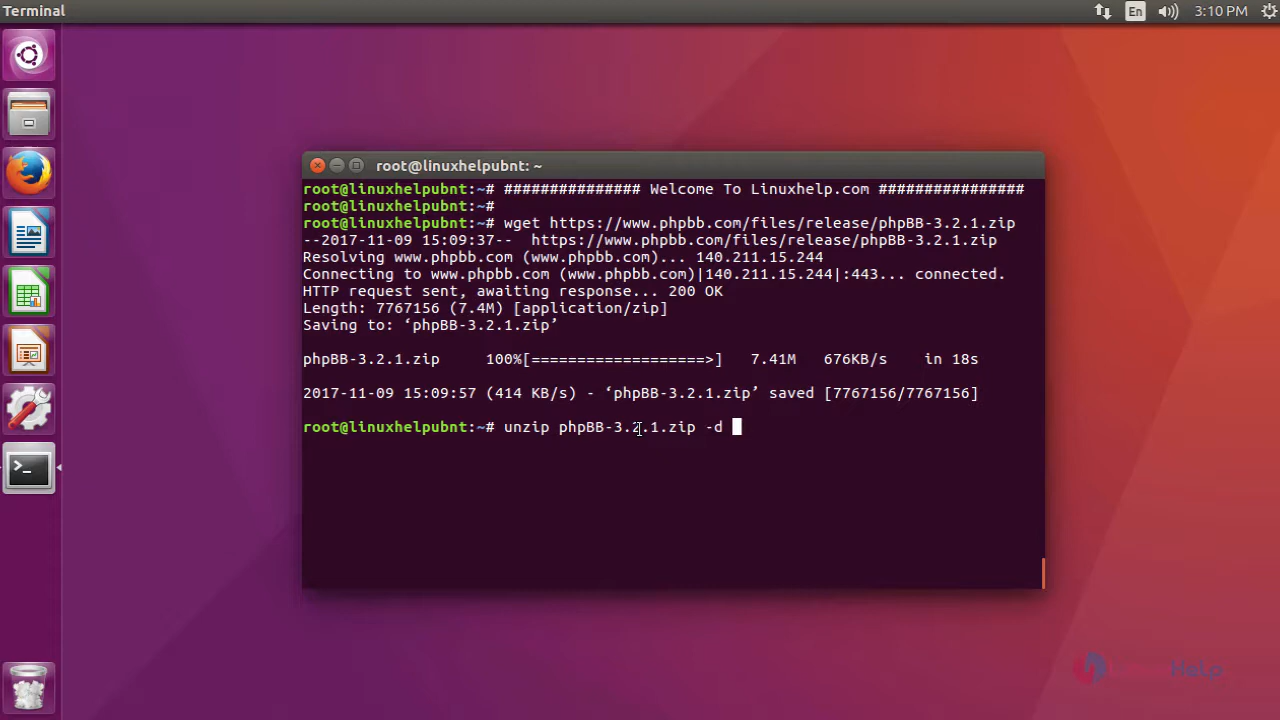 Terminal
En
3:10 PM
root@linuxhelpubnt: ~
root@linuxhelpubnt:~# ############### Welcome To Linuxhelp.com ################
root@linuxhelpubnt:~#
root@linuxhelpubnt:~# wget https://www.phpbb.com/files/release/phpBB-3.2.1.zip
--2017-11-09 15:09:37--  https://www.phpbb.com/files/release/phpBB-3.2.1.zip
Resolving www.phpbb.com (www.phpbb.com)... 140.211.15.244
Connecting to www.phpbb.com (www.phpbb.com)|140.211.15.244|:443... connected.
HTTP request sent, awaiting response... 200 OK
Length: 7767156 (7.4M) [application/zip]
Saving to: ‘phpBB-3.2.1.zip’
phpBB-3.2.1.zip     100%[===================>]   7.41M   676KB/s    in 18s
2017-11-09 15:09:57 (414 KB/s) - ‘phpBB-3.2.1.zip’ saved [7767156/7767156]
root@linuxhelpubnt:~# unzip phpBB-3.2.1.zip -d
LinuxHelp